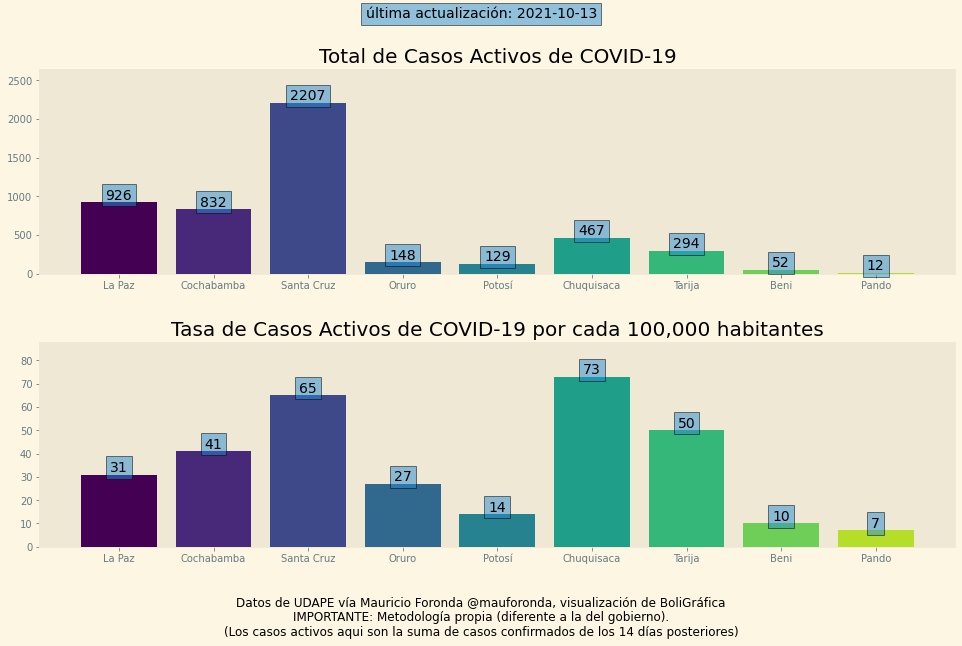 última actualización: 2021-10-13
Total de Casos Activos de COVID-19
2500
2000
1500
1000
500
0
926
832
2207
148
129
467
294
52
12
La Paz
Cochabamba
Santa Cruz
Oruro
Potosí
Chuquisaca
Tarija
Beni
Pando
Tasa de Casos Activos de COVID-19 por cada 100,000 habitantes
80
70
60
50
40
30
20
10
0
31
41
65
27
14
73
50
10
7
La Paz
Cochabamba
Santa Cruz
Oruro
Potosí
Chuquisaca
Tarija
Beni
Pando
Datos de UDAPE vía Mauricio Foronda @mauforonda, visualización de BoliGráfica
IMPORTANTE: Metodología propia (diferente a la del gobierno).
(Los casos activos aqui son la suma de casos confirmados de los 14 días posteriores)